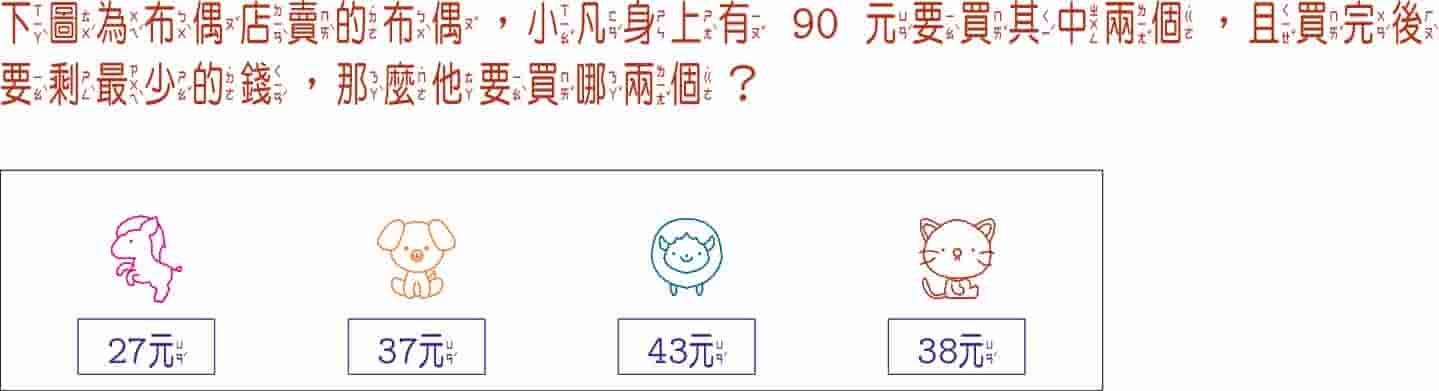 下圖為布偶店賣的布偶，小凡身上有 90 元要買其中兩個，且買完後
要剩最少的錢，那麼他要買哪兩個？
27元 37元 43元 38元